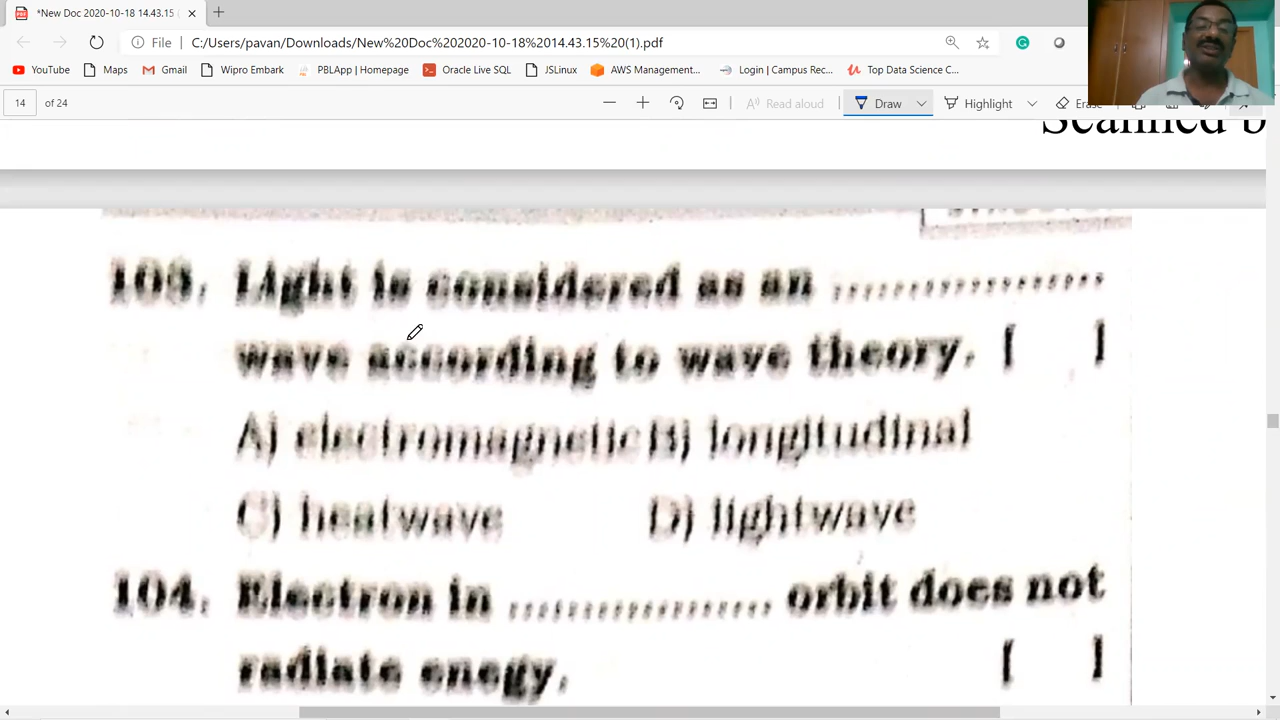 *New Doc 2020-10-18 14.43.15 (
File C:/Users/pavan/Downloads/New%20Doc%202020-10-18%2014.43.15%20(1).pdf
YouTube Maps Gmail Wipro Embark PBLApp | Homepage Oracle Live SQL JSLinux AWS Management... Login | Campus Rec... Top Data Science C...
14 of 24 Read aloud Draw Highlight Erase
Scanned b
103. Light is considered as an ..................
wave according to wave theory. [ ]
A) electromagnetic B) longitudinal
C) heatwave D) lightwave
104. Electron in .................. orbit does not
radiate enegy. [ ]